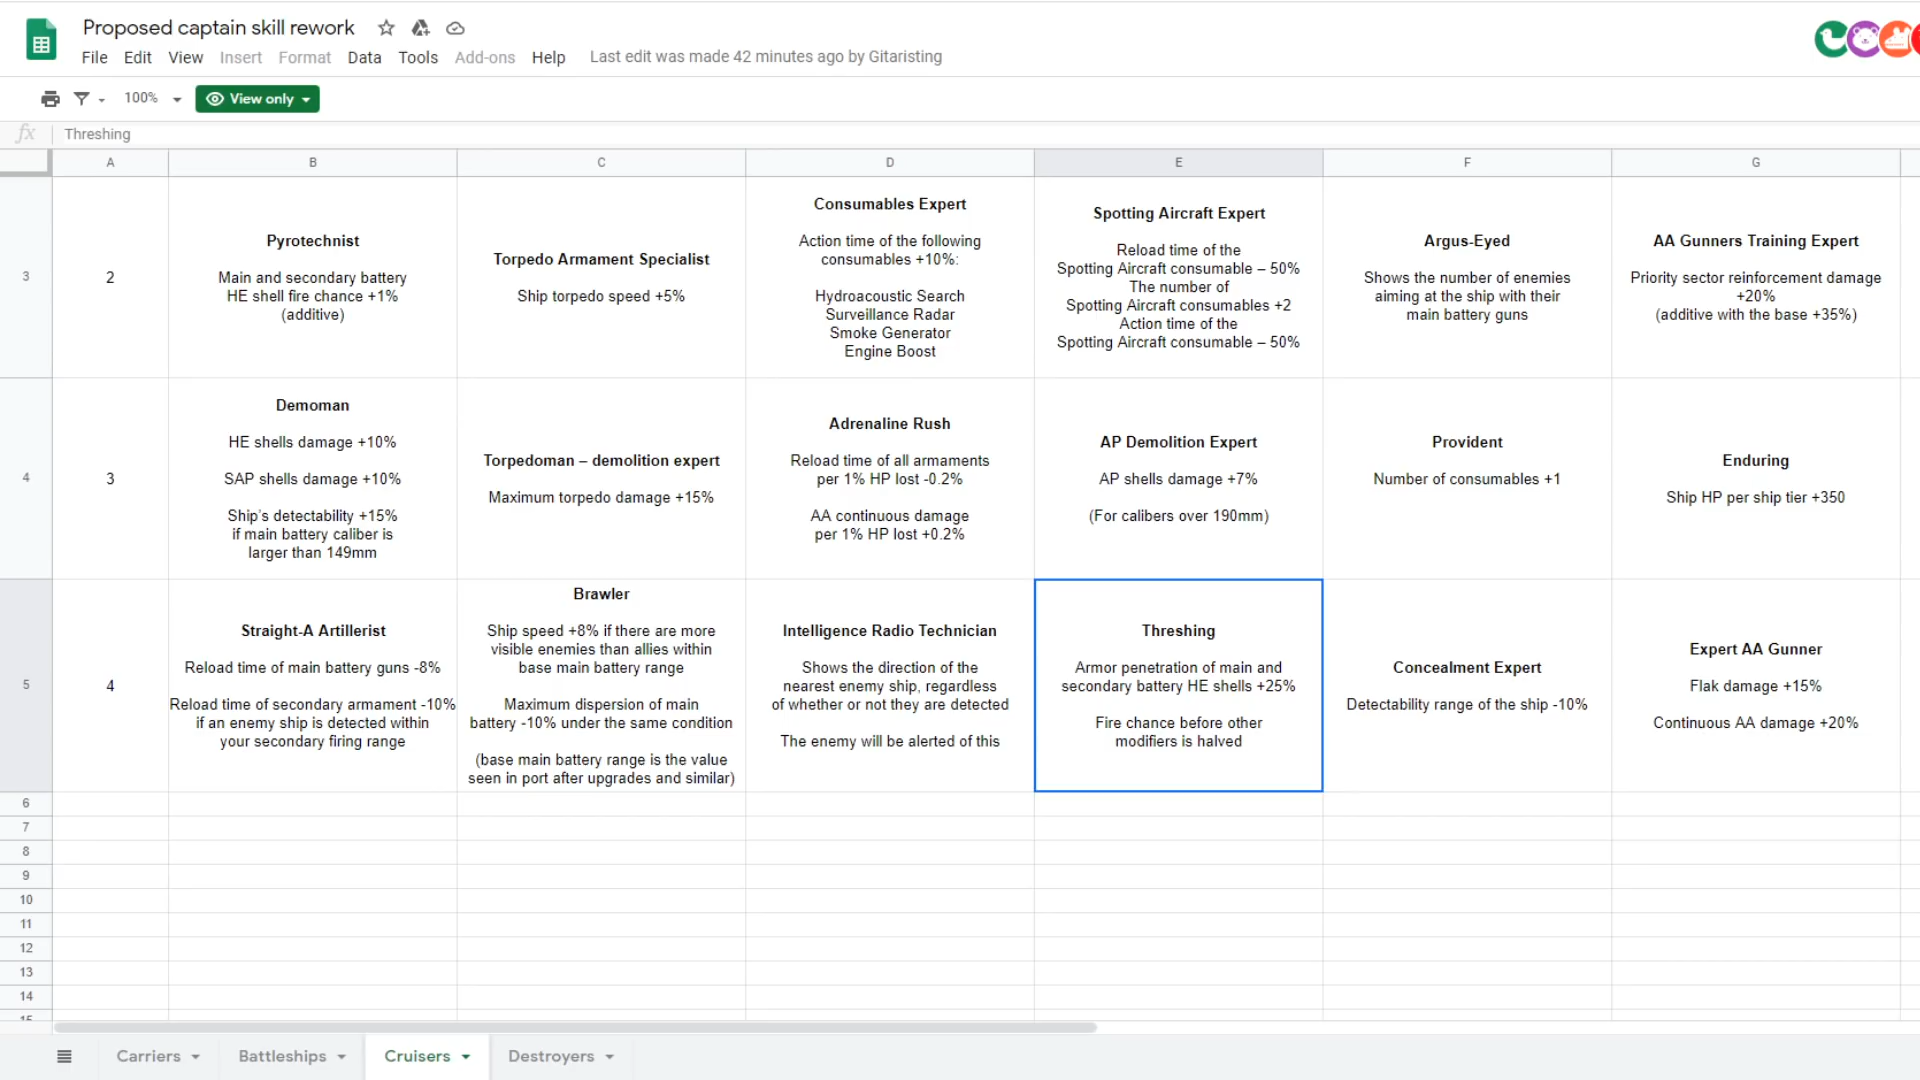 Proposed captain skill rework
File Edit View Insert Format Data Tools Add-ons Help Last edit was made 42 minutes ago by Gitaristing
100% View only
fx Threshing
A B C D E F G
3
2
Pyrotechnist
Main and secondary battery
HE shell fire chance +1%
(additive)
Torpedo Armament Specialist
Ship torpedo speed +5%
Consumables Expert
Action time of the following
consumables +10%:
Hydroacoustic Search
Surveillance Radar
Smoke Generator
Engine Boost
Spotting Aircraft Expert
Reload time of the
Spotting Aircraft consumable – 50%
The number of
Spotting Aircraft consumables +2
Action time of the
Spotting Aircraft consumable – 50%
Argus-Eyed
Shows the number of enemies
aiming at the ship with their
main battery guns
AA Gunners Training Expert
Priority sector reinforcement damage
+20%
(additive with the base +35%)
4
3
Demoman
HE shells damage +10%
SAP shells damage +10%
Ship's detectability +15%
if main battery caliber is
larger than 149mm
Torpedoman – demolition expert
Maximum torpedo damage +15%
Adrenaline Rush
Reload time of all armaments
per 1% HP lost -0.2%
AA continuous damage
per 1% HP lost +0.2%
AP Demolition Expert
AP shells damage +7%
(For calibers over 190mm)
Provident
Number of consumables +1
Enduring
Ship HP per ship tier +350
5
4
Straight-A Artillerist
Reload time of main battery guns -8%
Reload time of secondary armament -10%
if an enemy ship is detected within
your secondary firing range
Brawler
Ship speed +8% if there are more
visible enemies than allies within
base main battery range
Maximum dispersion of main
battery -10% under the same condition
(base main battery range is the value
seen in port after upgrades and similar)
Intelligence Radio Technician
Shows the direction of the
nearest enemy ship, regardless
of whether or not they are detected
The enemy will be alerted of this
Threshing
Armor penetration of main and
secondary battery HE shells +25%
Fire chance before other
modifiers is halved
Concealment Expert
Detectability range of the ship -10%
Expert AA Gunner
Flak damage +15%
Continuous AA damage +20%
6
7
8
9
10
11
12
13
14
15
Carriers Battleships Cruisers Destroyers